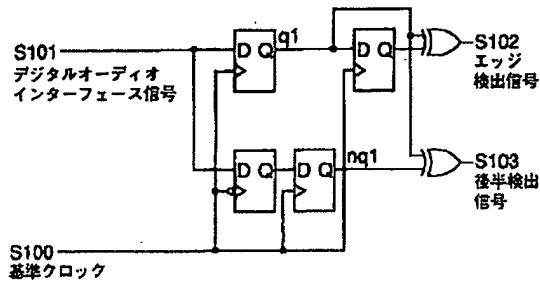 S101
デジタルオーディオ
インターフェース信号
D Q
q1
D Q
S102
エッジ
検出信号
D Q
D Q
nq1
S103
後半検出
信号
S100
基準クロック